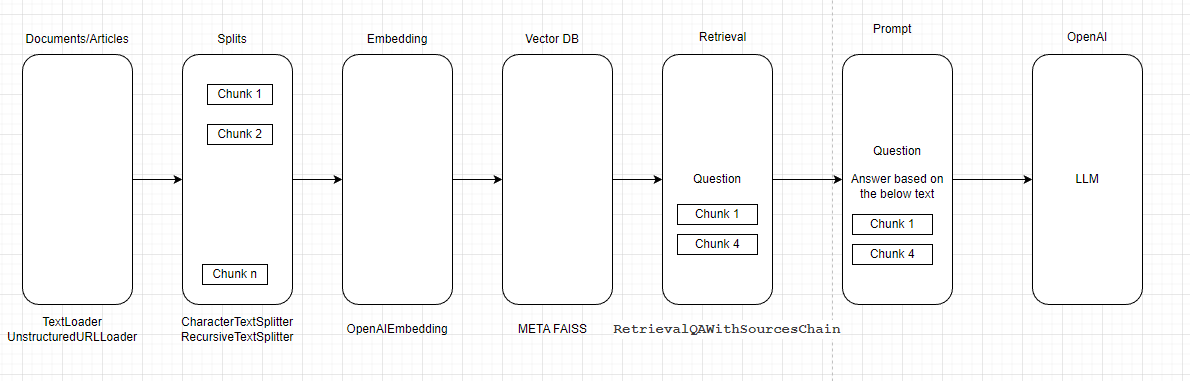 Documents/Articles
Splits
Embedding
Vector DB
Retrieval
Prompt
OpenAI
Chunk 1
Chunk 2
Chunk n
Question
Chunk 1
Chunk 4
Question
Answer based on
the below text
Chunk 1
Chunk 4
LLM
TextLoader
UnstructuredURLLoader
CharacterTextSplitter
RecursiveTextSplitter
OpenAIEmbedding
META FAISS
RetrievalQAWithSourcesChain